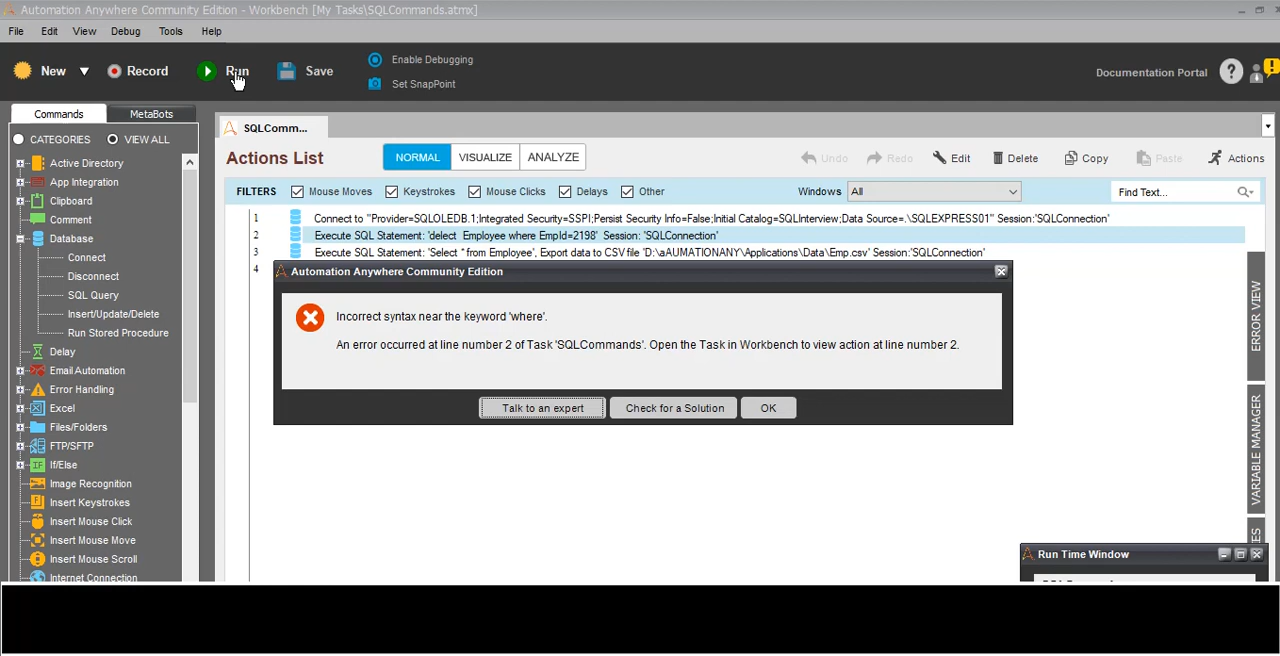 Automation Anywhere Community Edition - Workbench [My Tasks\SQLCommands.atmx]
File Edit View Debug Tools Help
New Record Run Save
Enable Debugging
Set SnapPoint
Documentation Portal ? !
Commands MetaBots
CATEGORIES VIEW ALL
Active Directory
App Integration
Clipboard
Comment
Database
Connect
Disconnect
SQL Query
Insert/Update/Delete
Run Stored Procedure
Delay
Email Automation
Error Handling
Excel
Files/Folders
FTP/SFTP
IF If/Else
Image Recognition
Insert Keystrokes
Insert Mouse Click
Insert Mouse Move
Insert Mouse Scroll
Internet Connection
SQLComm...
Actions List NORMAL VISUALIZE ANALYZE Undo Redo Edit Delete Copy Paste Actions
FILTERS Mouse Moves Keystrokes Mouse Clicks Delays Other Windows All Find Text...
1 Connect to "Provider=SQLOLEDB.1;Integrated Security=SSPI;Persist Security Info=False;Initial Catalog=SQLInterview;Data Source=.\SQLEXPRESS01" Session:'SQLConnection'
2 Execute SQL Statement: 'delect Employee where EmpId=2198' Session: 'SQLConnection'
3 Execute SQL Statement: 'Select * from Employee', Export data to CSV file 'D:\aAUMATIONANY\Applications\Data\Emp.csv' Session:'SQLConnection'
4
Automation Anywhere Community Edition
Incorrect syntax near the keyword 'where'.
An error occurred at line number 2 of Task 'SQLCommands'. Open the Task in Workbench to view action at line number 2.
Talk to an expert Check for a Solution OK
ERROR VIEW
VARIABLE MANAGER
Run Time Window